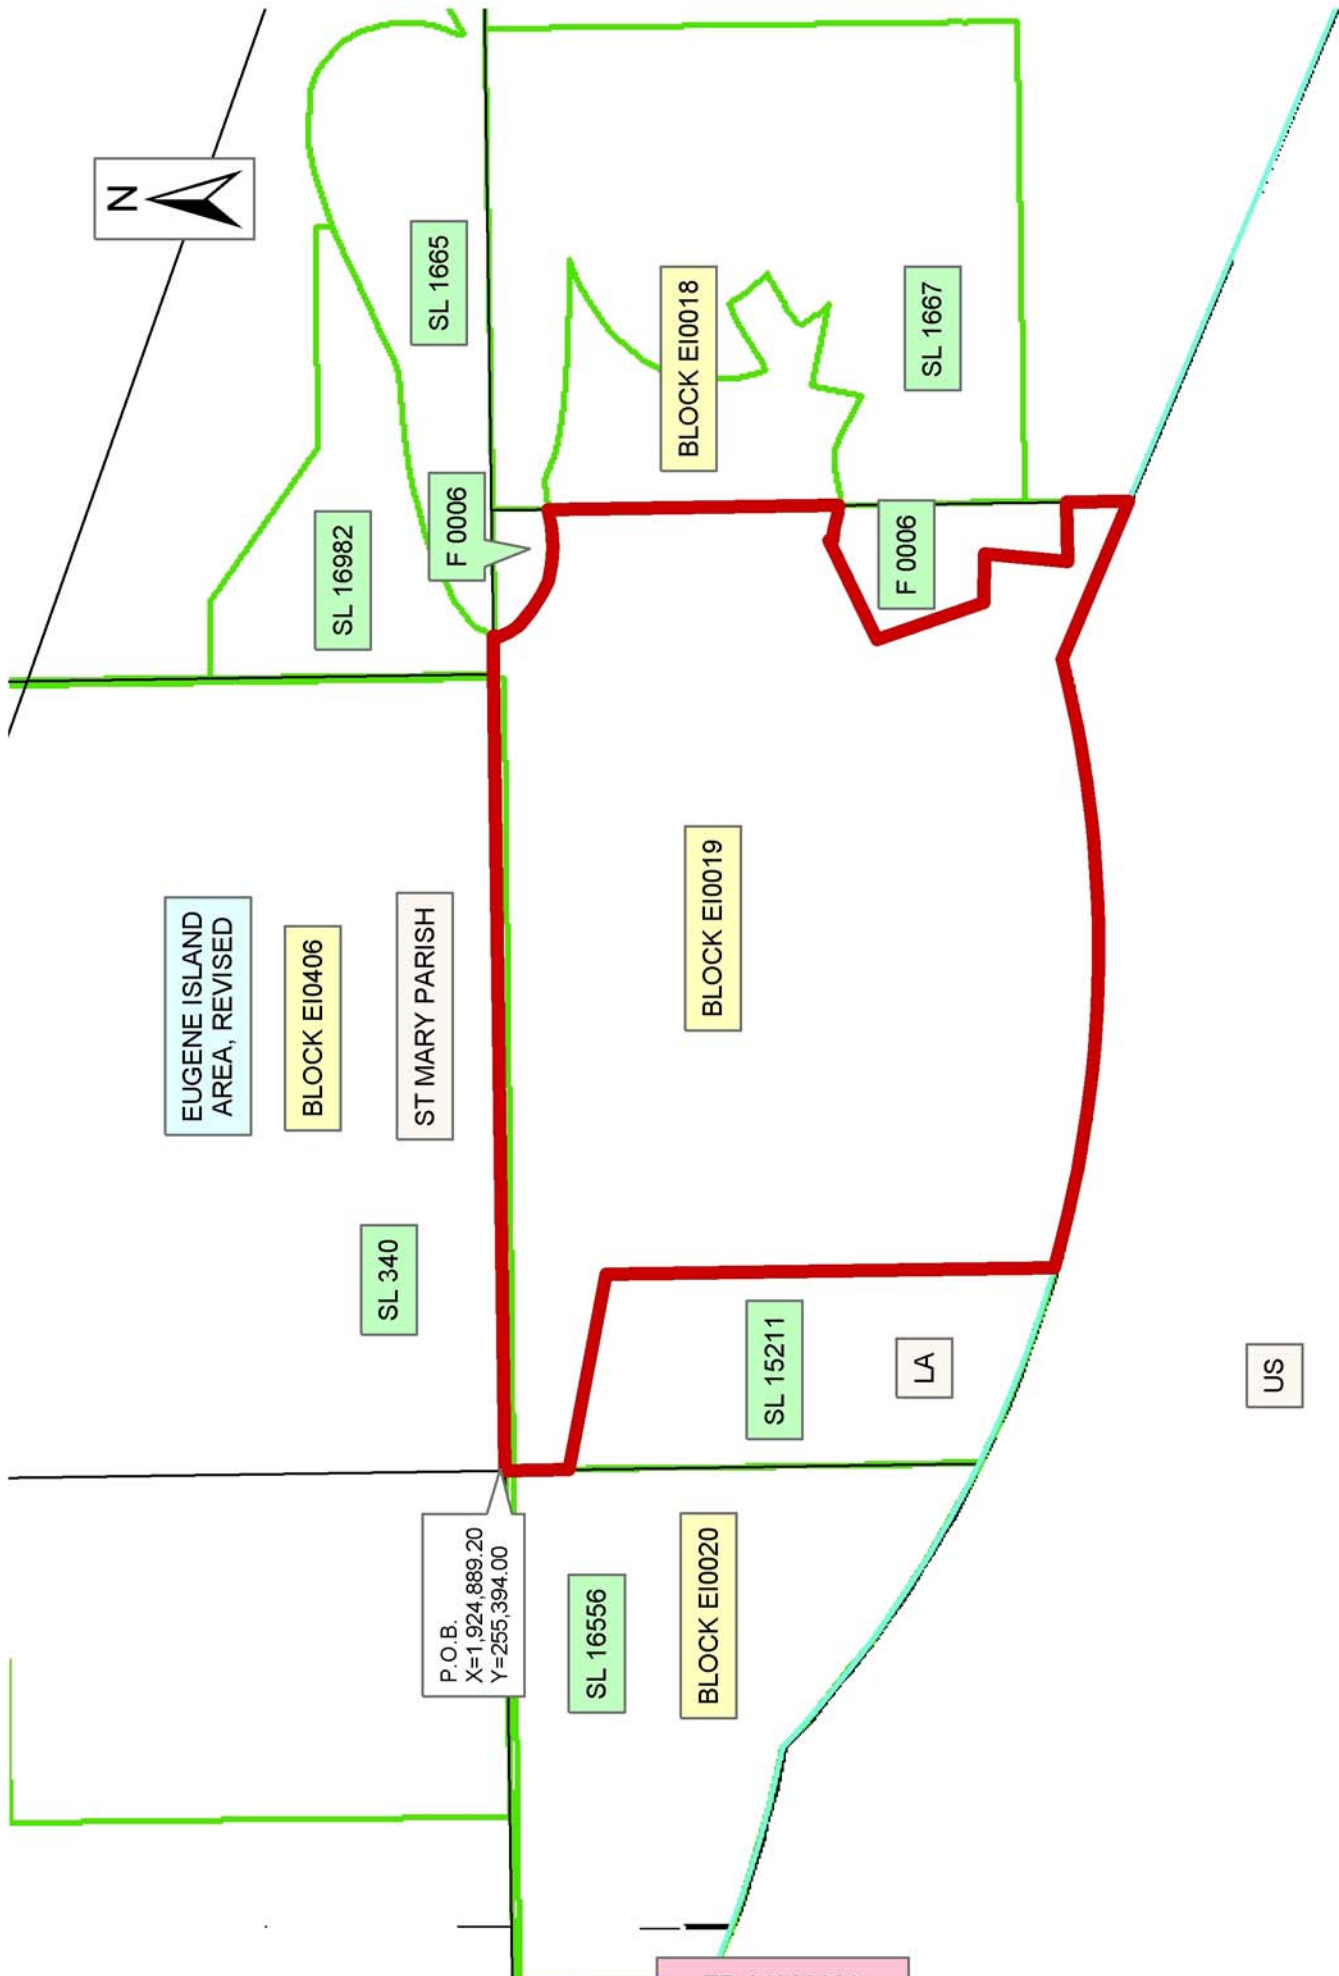 N
EUGENE ISLAND
AREA, REVISED
BLOCK EI0406
ST MARY PARISH
SL 340
SL 16982
SL 1665
F 0006
P.O.B.
X=1,924,889.20
Y=255,394.00
SL 16556
BLOCK EI0020
SL 15211
LA
BLOCK EI0019
F 0006
BLOCK EI0018
SL 1667
US